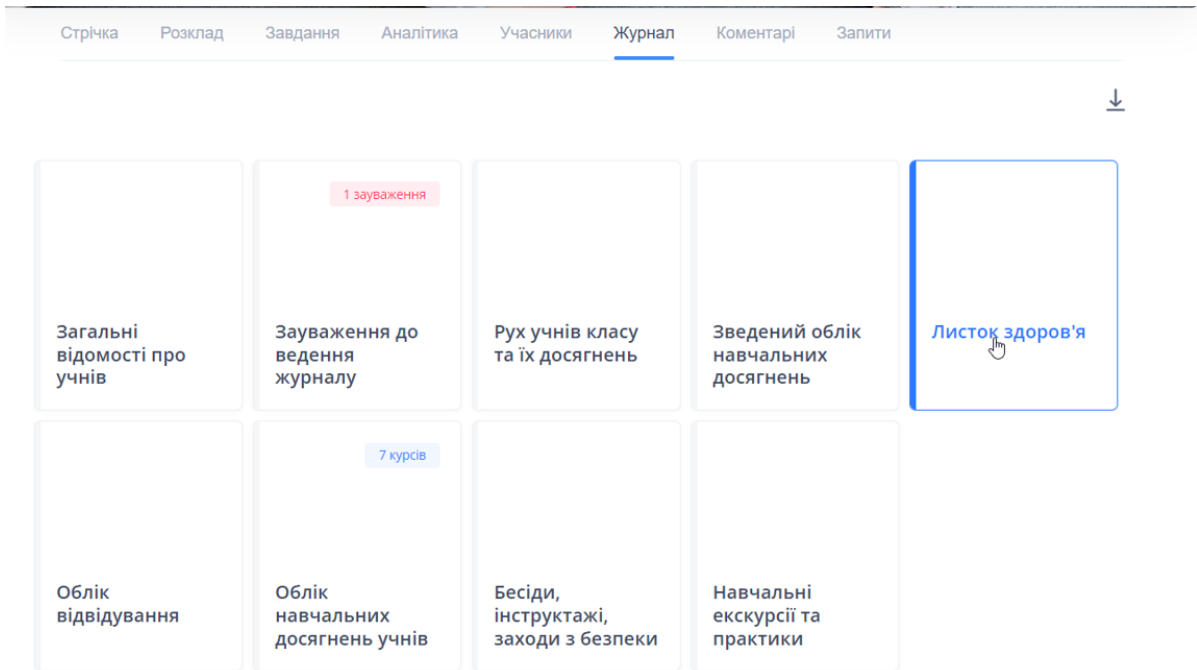 Стрічка Розклад Завдання Аналітика Учасники Журнал Коментарі Запити
1 зауваження
Загальні
відомості про
учнів
Зауваження до
ведення
журналу
Рух учнів класу
та їх досягнень
Зведений облік
навчальних
досягнень
Листок здоров'я
7 курсів
Облік
відвідування
Облік
навчальних
досягнень учнів
Бесіди,
інструктажі,
заходи з безпеки
Навчальні
екскурсії та
практики